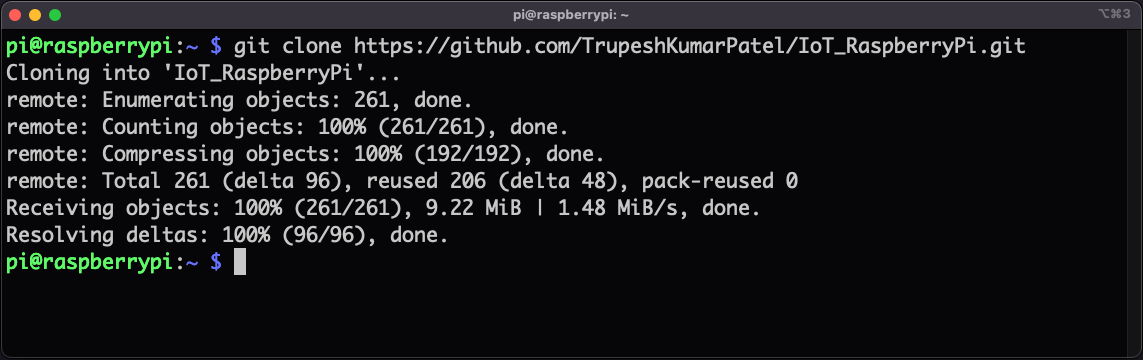 pi@raspberrypi: ~
⌥⌘3
pi@raspberrypi:~ $ git clone https://github.com/TrupeshKumarPatel/IoT_RaspberryPi.git
Cloning into 'IoT_RaspberryPi'...
remote: Enumerating objects: 261, done.
remote: Counting objects: 100% (261/261), done.
remote: Compressing objects: 100% (192/192), done.
remote: Total 261 (delta 96), reused 206 (delta 48), pack-reused 0
Receiving objects: 100% (261/261), 9.22 MiB | 1.48 MiB/s, done.
Resolving deltas: 100% (96/96), done.
pi@raspberrypi:~ $